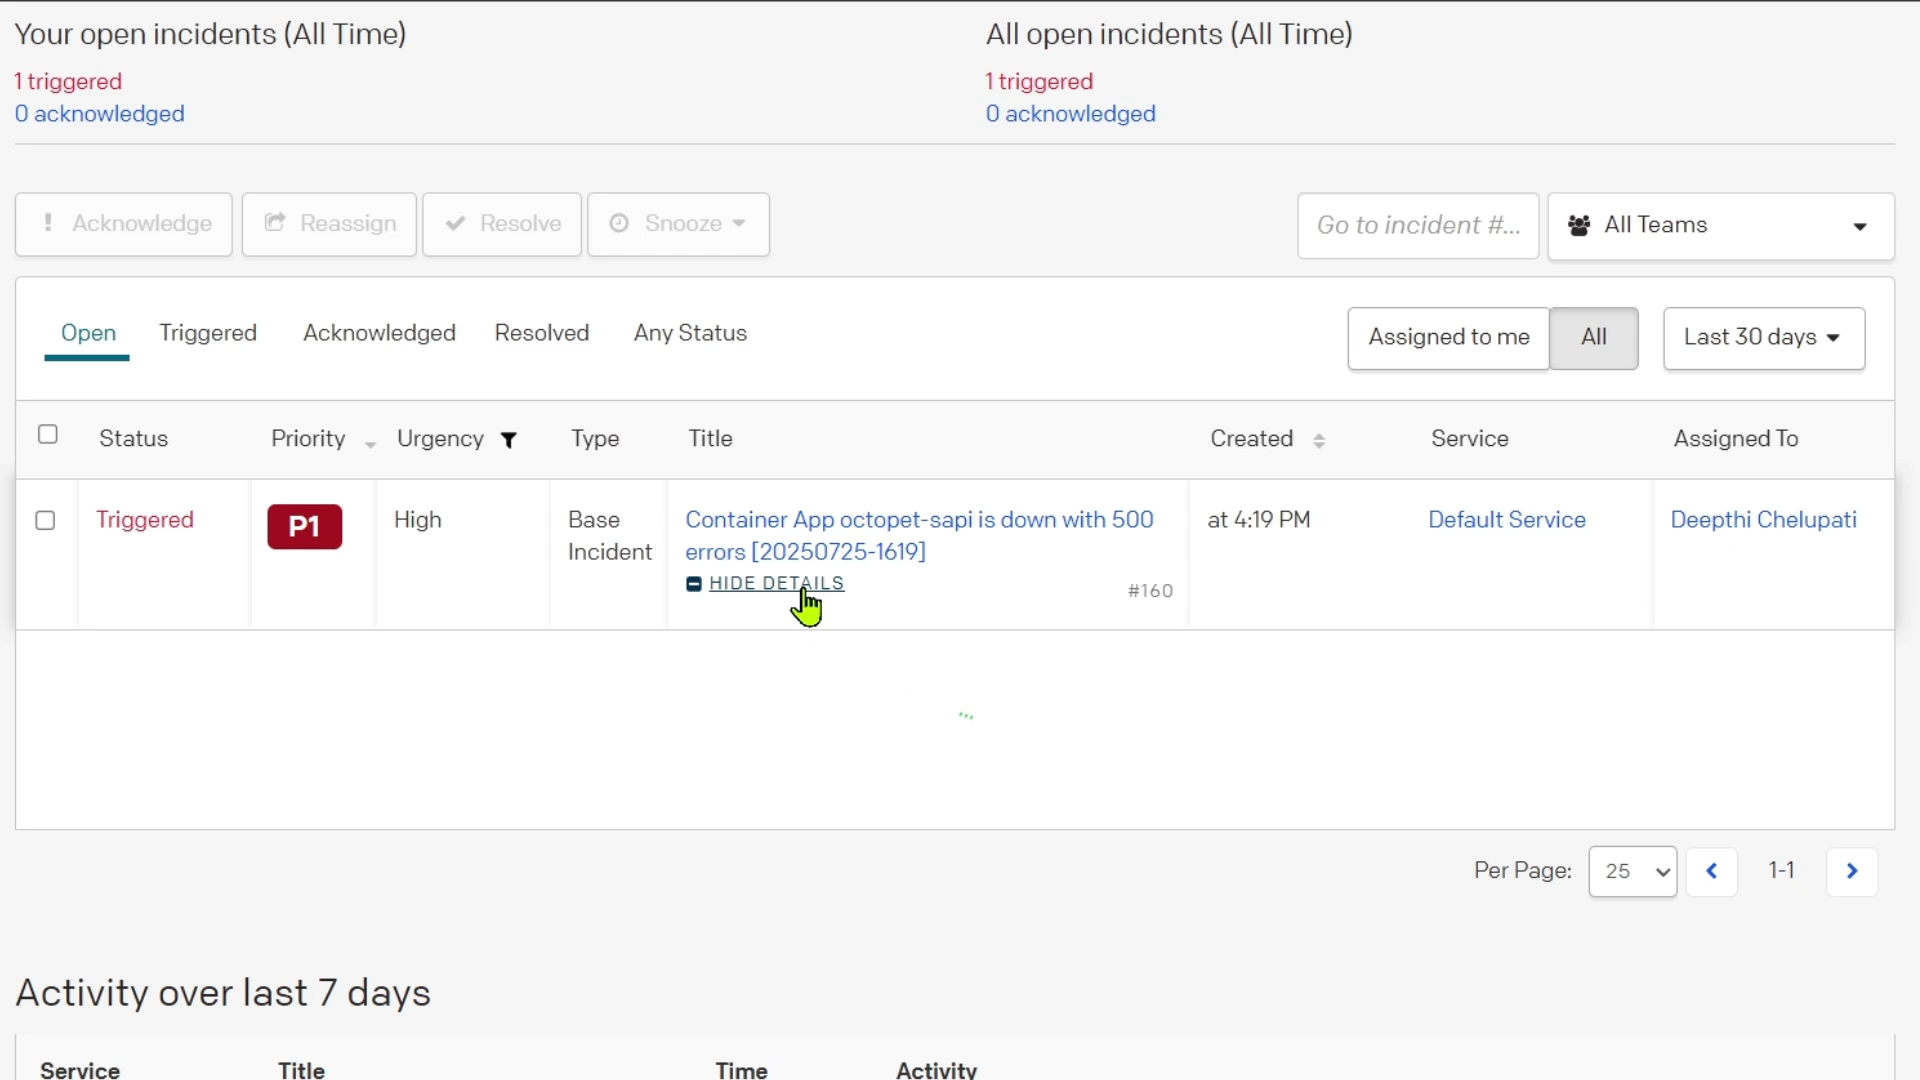 Your open incidents (All Time)
All open incidents (All Time)
1 triggered
1 triggered
0 acknowledged
0 acknowledged
Acknowledge
Reassign
Resolve
Snooze
Go to incident #...
All Teams
Open
Triggered
Acknowledged
Resolved
Any Status
Assigned to me
All
Last 30 days
Status
Priority
Urgency
Type
Title
Created
Service
Assigned To
Triggered
P1
High
Base
Incident
Container App octopet-sapi is down with 500
errors [20250725-1619]
HIDE DETAILS
#160
at 4:19 PM
Default Service
Deepthi Chelupati
Per Page:
25
1-1
Activity over last 7 days
Service
Title
Time
Activity